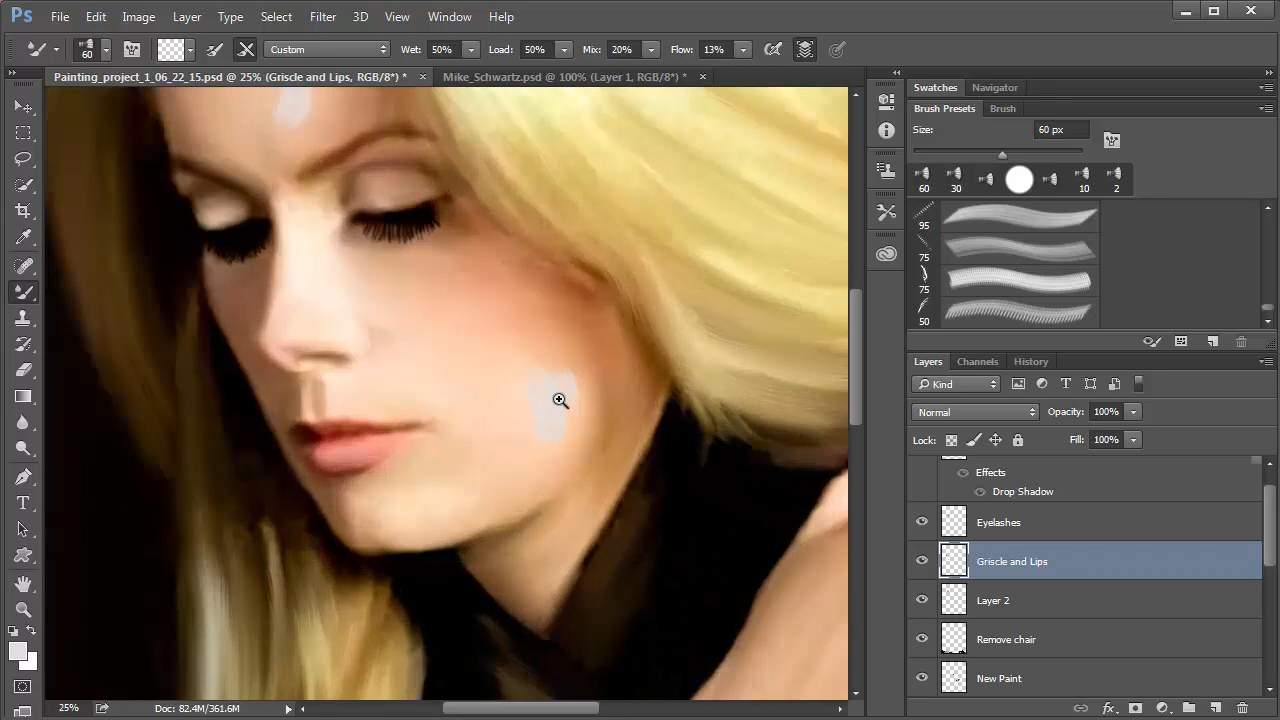 Ps File Edit Image Layer Type Select Filter 3D View Window Help
60 Custom Wet: 50% Load: 50% Mix: 20% Flow: 13%
Painting_project_1_06_22_15.psd @ 25% (Griscle and Lips, RGB/8*) * × Mike_Schwartz.psd @ 100% (Layer 1, RGB/8*) * ×
Swatches Navigator
Brush Presets Brush
Size: 60 px
60 30 10 2
95
75
75
50
Layers Channels History
Kind
Normal Opacity: 100%
Lock: Fill: 100%
Effects
Drop Shadow
Eyelashes
Griscle and Lips
Layer 2
Remove chair
New Paint
25% Doc: 82.4M/361.6M
fx